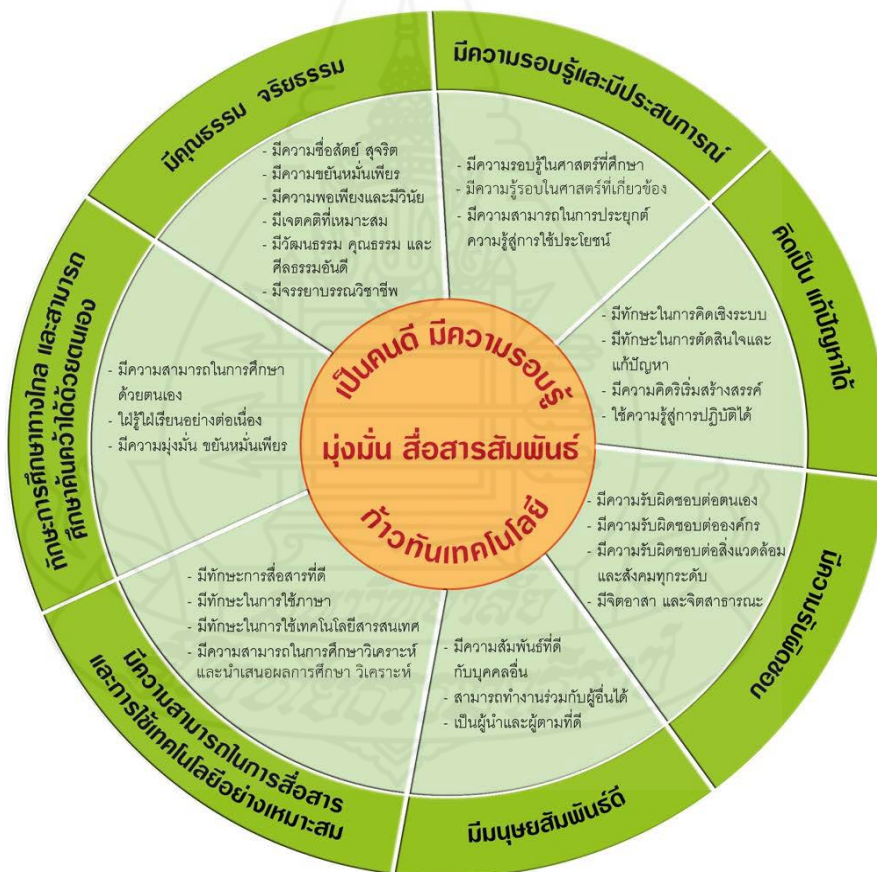 มีคุณธรรม จริยธรรม
- มีความซื่อสัตย์ สุจริต
- มีความขยันหมั่นเพียร
- มีความพอเพียงและมีวินัย
- มีเจตคติที่เหมาะสม
- มีวัฒนธรรม คุณธรรม และ
ศีลธรรมอันดี
- มีจรรยาบรรณวิชาชีพ
มีความรอบรู้และมีประสบการณ์
- มีความรอบรู้ในศาสตร์ที่ศึกษา
- มีความรู้รอบในศาสตร์ที่เกี่ยวข้อง
- มีความสามารถในการประยุกต์
ความรู้สู่การใช้ประโยชน์
คิดเป็น แก้ปัญหาได้
- มีทักษะในการคิดเชิงระบบ
- มีทักษะในการตัดสินใจและ
แก้ปัญหา
- มีความคิดริเริ่มสร้างสรรค์
- ใช้ความรู้สู่การปฏิบัติได้
มีความรับผิดชอบ
- มีความรับผิดชอบต่อตนเอง
- มีความรับผิดชอบต่อองค์กร
- มีความรับผิดชอบต่อสิ่งแวดล้อม
และสังคมทุกระดับ
- มีจิตอาสา และจิตสาธารณะ
มีมนุษยสัมพันธ์ดี
- มีความสัมพันธ์ที่ดี
กับบุคคลอื่น
- สามารถทำงานร่วมกับผู้อื่นได้
- เป็นผู้นำและผู้ตามที่ดี
มีความสามารถในการสื่อสาร
และการใช้เทคโนโลยีอย่างเหมาะสม
- มีทักษะการสื่อสารที่ดี
- มีทักษะในการใช้ภาษา
- มีทักษะในการใช้เทคโนโลยีสารสนเทศ
- มีความสามารถในการศึกษาวิเคราะห์
และนำเสนอผลการศึกษา วิเคราะห์
ทักษะการศึกษาทางไกล และสามารถ
ศึกษาค้นคว้าได้ด้วยตนเอง
- มีความสามารถในการศึกษา
ด้วยตนเอง
- ใฝ่รู้ใฝ่เรียนอย่างต่อเนื่อง
- มีความมุ่งมั่น ขยันหมั่นเพียร
เป็นคนดี มีความรอบรู้
มุ่งมั่น สื่อสารสัมพันธ์
ก้าวทันเทคโนโลยี